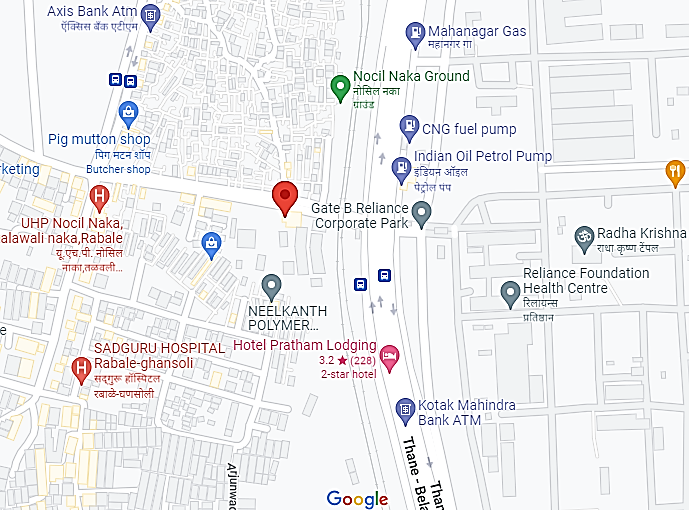 Axis Bank Atm
ऍक्सिस बँक एटीएम
Mahanagar Gas
महानगर गा
Nocil Naka Ground
नोसिल नका
ग्राउंड
CNG fuel pump
Pig mutton shop
पिग मटन शॉप
Butcher shop
Indian Oil Petrol Pump
इंडियन ऑइल
पेट्रोल पंप
rketing
UHP Nocil Naka,
alawali naka,Rabale
यू.एच.पी. नोसिल
नाका,तळवली...
Gate B Reliance
Corporate Park
Radha Krishna
राधा कृष्ण टेंपल
Reliance Foundation
Health Centre
रिलायन्स
प्रतिष्ठान
NEELKANTH
POLYMER...
Hotel Pratham Lodging
3.2 ★ (228)
2-star hotel
e
SADGURU HOSPITAL
Rabale-ghansoli
सद्गुरू हॉस्पिटल
रबाळे-घणसोली
Kotak Mahindra
Bank ATM
Thane - Bela
Than
Arjunwad
Google